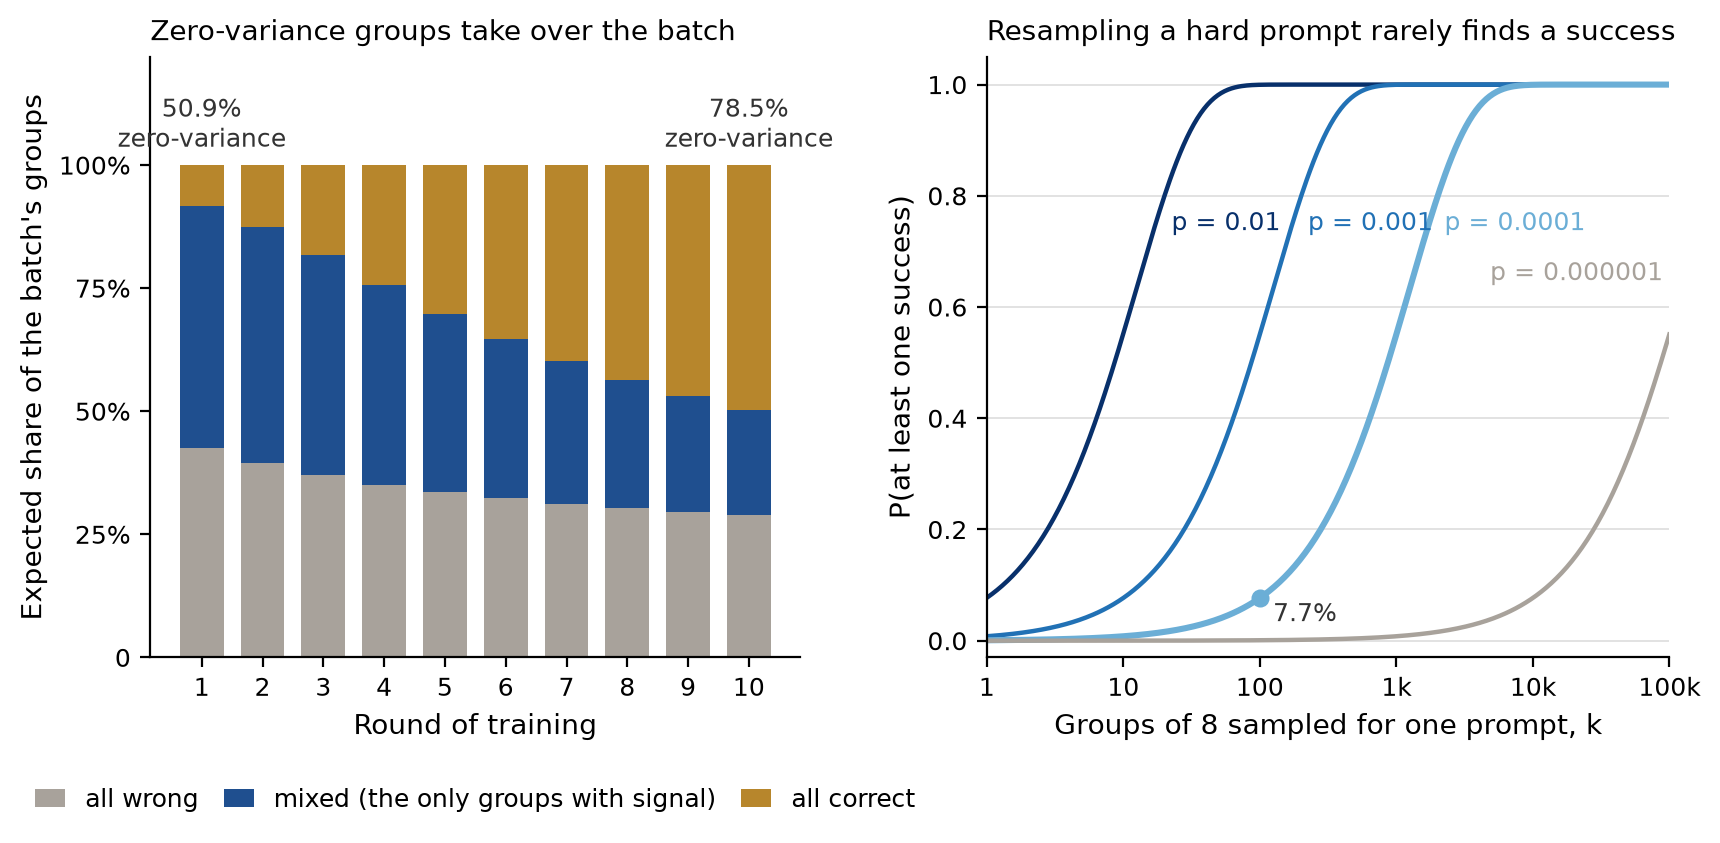 Zero-variance groups take over the batch
50.9%
zero-variance
78.5%
zero-variance
Expected share of the batch's groups
100%
75%
50%
25%
0
1 2 3 4 5 6 7 8 9 10
Round of training
Resampling a hard prompt rarely finds a success
P(at least one success)
1.0
0.8
0.6
0.4
0.2
0.0
p = 0.01
p = 0.001
p = 0.0001
p = 0.000001
7.7%
1 10 100 1k 10k 100k
Groups of 8 sampled for one prompt, k
all wrong
mixed (the only groups with signal)
all correct